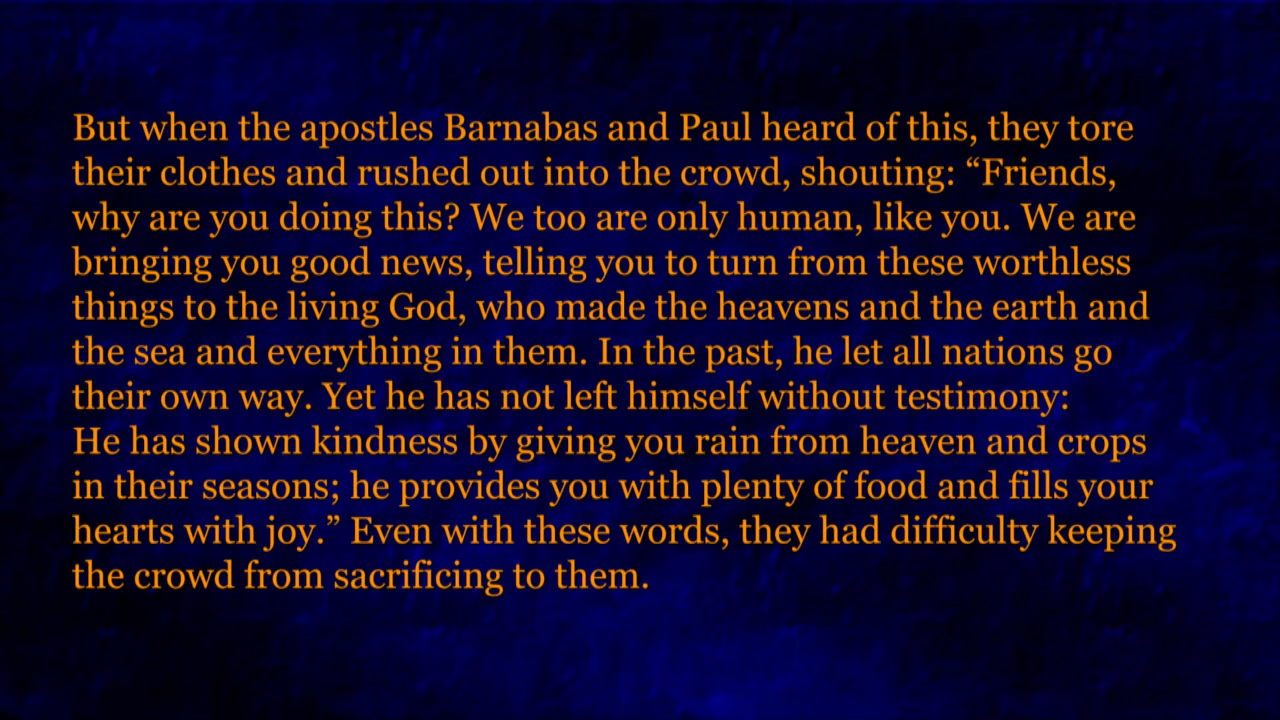 But when the apostles Barnabas and Paul heard of this, they tore
their clothes and rushed out into the crowd, shouting: “Friends,
why are you doing this? We too are only human, like you. We are
bringing you good news, telling you to turn from these worthless
things to the living God, who made the heavens and the earth and
the sea and everything in them. In the past, he let all nations go
their own way. Yet he has not left himself without testimony:
He has shown kindness by giving you rain from heaven and crops
in their seasons; he provides you with plenty of food and fills your
hearts with joy.” Even with these words, they had difficulty keeping
the crowd from sacrificing to them.